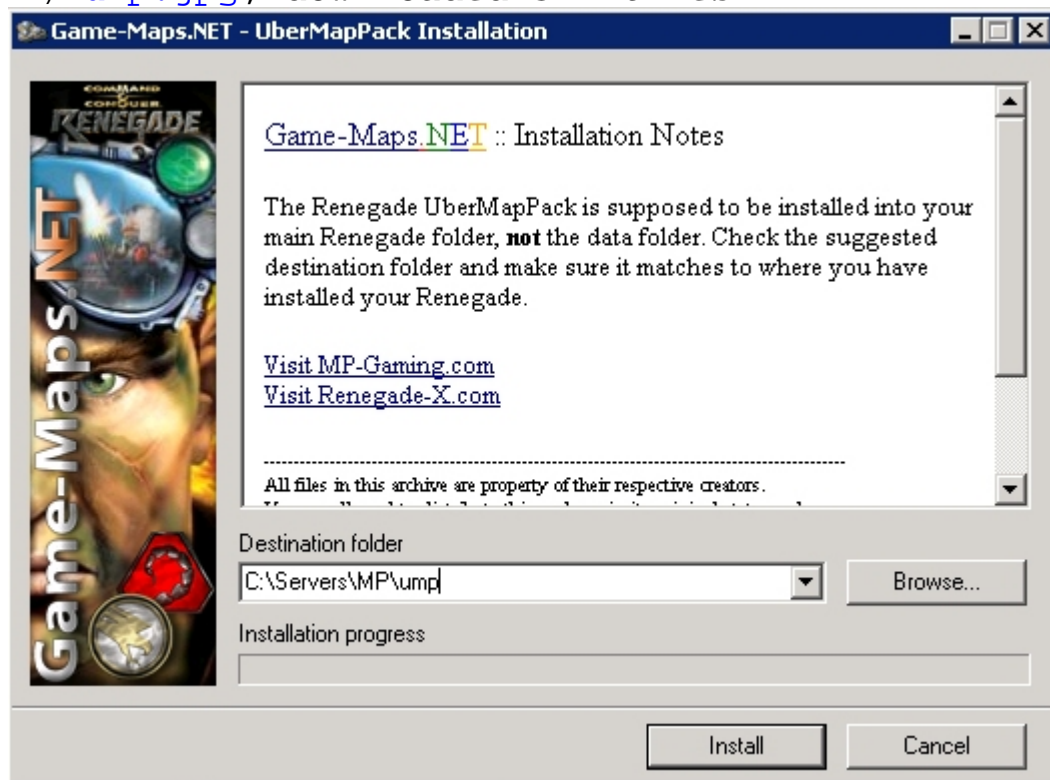 Game-Maps.NET - UberMapPack Installation
COMMAND
CONQUER
RENEGADE
Game-Maps.NET
Game-Maps.NET :: Installation Notes
The Renegade UberMapPack is supposed to be installed into your
main Renegade folder, not the data folder. Check the suggested
destination folder and make sure it matches to where you have
installed your Renegade.
Visit MP-Gaming.com
Visit Renegade-X.com
--------------------------------------------------------------------------------
All files in this archive are property of their respective creators.
Destination folder
C:\Servers\MP\ump
Browse...
Installation progress
Install
Cancel